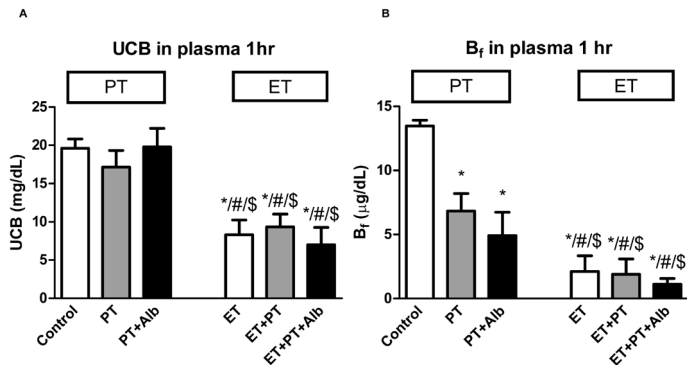 A
UCB in plasma 1hr
PT
ET
UCB (mg/dL)
25
20
15
10
5
0
*/#/$
*/#/$
*/#/$
Control
PT
PT+Alb
ET
ET+PT
ET+PT+Alb
B
Bf in plasma 1 hr
PT
ET
Bf (µg/dL)
15
10
5
0
*
*
*/#/$
*/#/$
*/#/$
Control
PT
PT+Alb
ET
ET+PT
ET+PT+Alb